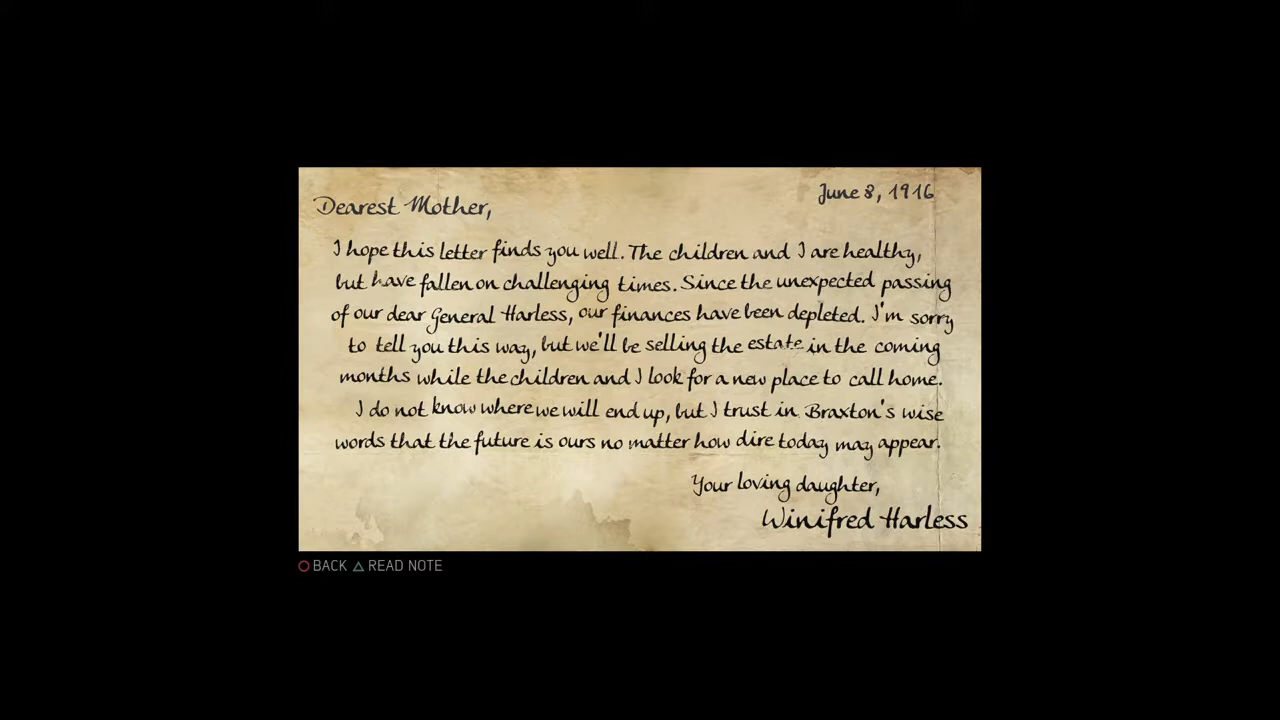 June 8, 1916
Dearest Mother,
I hope this letter finds you well. The children and I are healthy,
but have fallen on challenging times. Since the unexpected passing
of our dear General Harless, our finances have been depleted. I'm sorry
to tell you this way, but we'll be selling the estate in the coming
months while the children and I look for a new place to call home.
I do not know where we will end up, but I trust in Braxton's wise
words that the future is ours no matter how dire today may appear.
Your loving daughter,
Winifred Harless
BACK READ NOTE